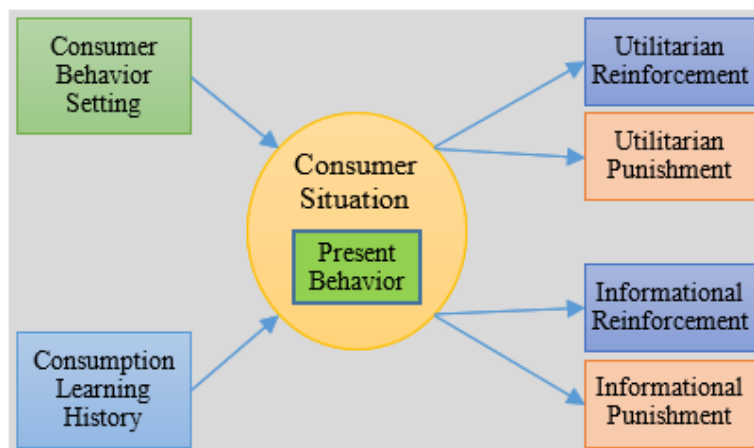 Consumer
Behavior
Setting
Consumption
Learning
History
Consumer
Situation
Present
Behavior
Utilitarian
Reinforcement
Utilitarian
Punishment
Informational
Reinforcement
Informational
Punishment